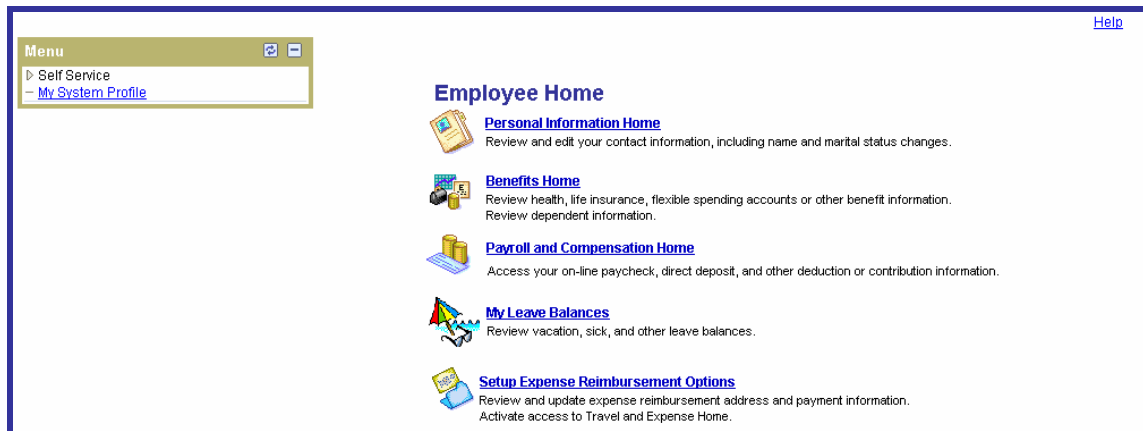 Help
Menu
Self Service
My System Profile
Employee Home
Personal Information Home
Review and edit your contact information, including name and marital status changes.
Benefits Home
Review health, life insurance, flexible spending accounts or other benefit information.
Review dependent information.
Payroll and Compensation Home
Access your on-line paycheck, direct deposit, and other deduction or contribution information.
My Leave Balances
Review vacation, sick, and other leave balances.
Setup Expense Reimbursement Options
Review and update expense reimbursement address and payment information.
Activate access to Travel and Expense Home.